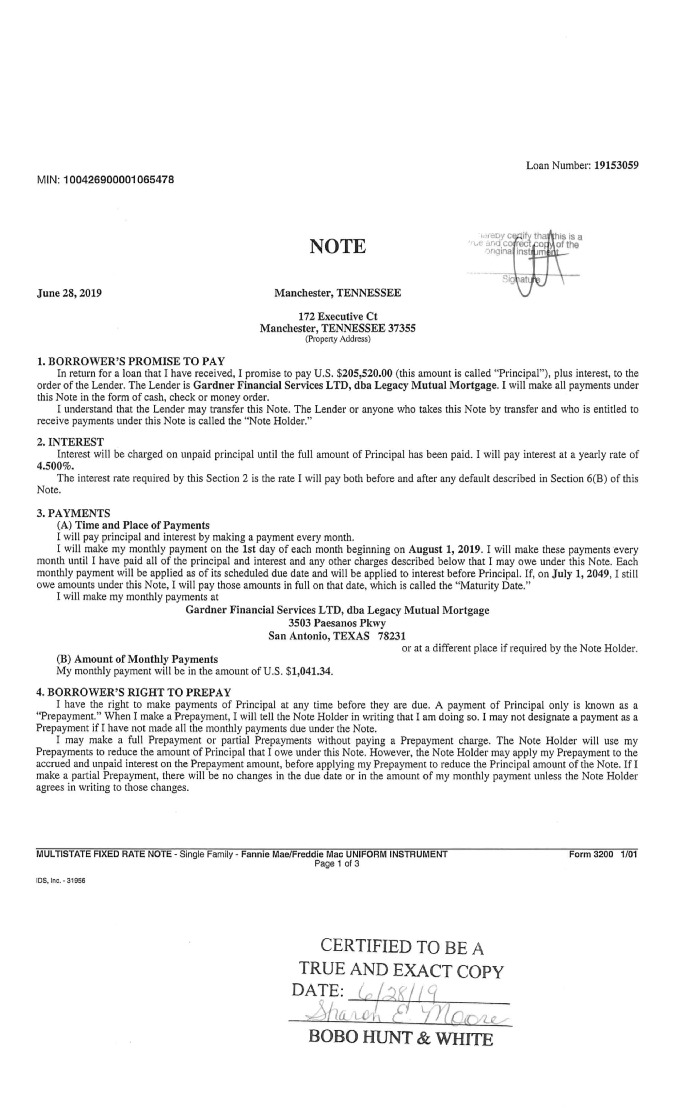 Loan Number: 19153059
MIN: 100426900001065478
hereby certify that this is a
true and correct copy of the
original instrument
NOTE
Signature
June 28, 2019 Manchester, TENNESSEE
172 Executive Ct
Manchester, TENNESSEE 37355
(Property Address)
1. BORROWER'S PROMISE TO PAY
In return for a loan that I have received, I promise to pay U.S. $205,520.00 (this amount is called "Principal"), plus interest, to the
order of the Lender. The Lender is Gardner Financial Services LTD, dba Legacy Mutual Mortgage. I will make all payments under
this Note in the form of cash, check or money order.
I understand that the Lender may transfer this Note. The Lender or anyone who takes this Note by transfer and who is entitled to
receive payments under this Note is called the "Note Holder."
2. INTEREST
Interest will be charged on unpaid principal until the full amount of Principal has been paid. I will pay interest at a yearly rate of
4.500%.
The interest rate required by this Section 2 is the rate I will pay both before and after any default described in Section 6(B) of this
Note.
3. PAYMENTS
(A) Time and Place of Payments
I will pay principal and interest by making a payment every month.
I will make my monthly payment on the 1st day of each month beginning on August 1, 2019. I will make these payments every
month until I have paid all of the principal and interest and any other charges described below that I may owe under this Note. Each
monthly payment will be applied as of its scheduled due date and will be applied to interest before Principal. If, on July 1, 2049, I still
owe amounts under this Note, I will pay those amounts in full on that date, which is called the "Maturity Date."
I will make my monthly payments at
Gardner Financial Services LTD, dba Legacy Mutual Mortgage
3503 Paesanos Pkwy
San Antonio, TEXAS 78231
or at a different place if required by the Note Holder.
(B) Amount of Monthly Payments
My monthly payment will be in the amount of U.S. $1,041.34.
4. BORROWER'S RIGHT TO PREPAY
I have the right to make payments of Principal at any time before they are due. A payment of Principal only is known as a
"Prepayment." When I make a Prepayment, I will tell the Note Holder in writing that I am doing so. I may not designate a payment as a
Prepayment if I have not made all the monthly payments due under the Note.
I may make a full Prepayment or partial Prepayments without paying a Prepayment charge. The Note Holder will use my
Prepayments to reduce the amount of Principal that I owe under this Note. However, the Note Holder may apply my Prepayment to the
accrued and unpaid interest on the Prepayment amount, before applying my Prepayment to reduce the Principal amount of the Note. If I
make a partial Prepayment, there will be no changes in the due date or in the amount of my monthly payment unless the Note Holder
agrees in writing to those changes.
MULTISTATE FIXED RATE NOTE - Single Family - Fannie Mae/Freddie Mac UNIFORM INSTRUMENT Form 3200 1/01
Page 1 of 3
IDS, Inc. - 31956
CERTIFIED TO BE A
TRUE AND EXACT COPY
DATE: 6/28/19
Sharon E. Moore
BOBO HUNT & WHITE